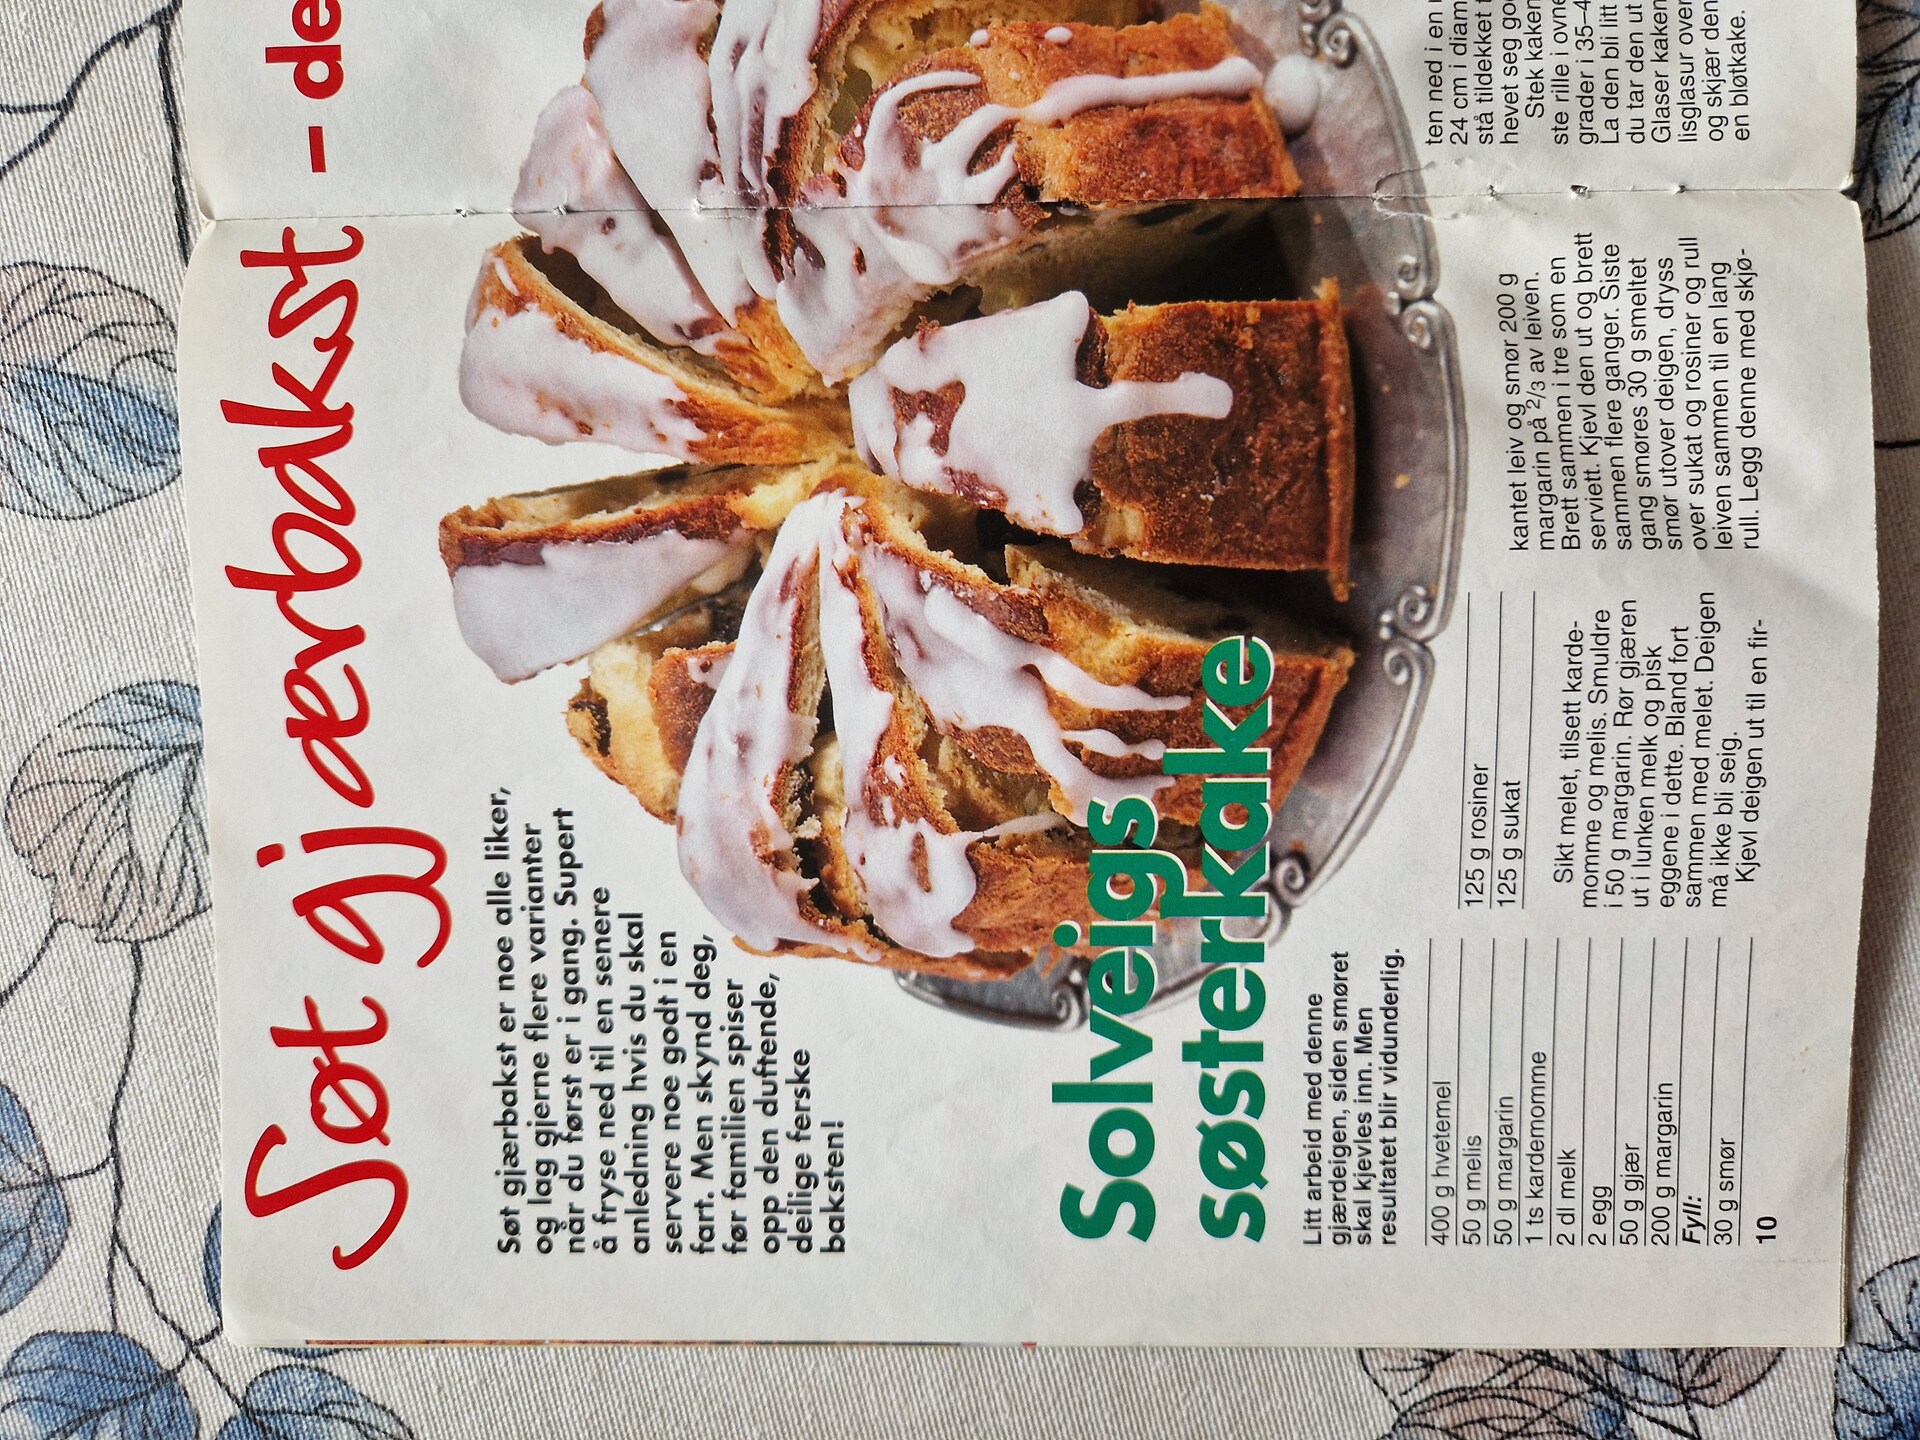 Søt gjærbakst – de
Søt gjærbakst er noe alle liker,
og lag gjerne flere varianter
når du først er i gang. Supert
å fryse ned til en senere
anledning hvis du skal
servere noe godt i en
fart. Men skynd deg,
før familien spiser
opp den duftende,
deilige ferske
baksten!
Solveigs
søsterkake
Litt arbeid med denne
gjærdeigen, siden smøret
skal kjevles inn. Men
resultatet blir vidunderlig.
400 g hvetemel
50 g melis
50 g margarin
1 ts kardemomme
2 dl melk
2 egg
50 g gjær
200 g margarin
Fyll:
30 g smør
125 g rosiner
125 g sukat
Sikt melet, tilsett karde-
momme og melis. Smuldre
i 50 g margarin. Rør gjæren
ut i lunken melk og pisk
eggene i dette. Bland fort
sammen med melet. Deigen
må ikke bli seig.
Kjevl deigen ut til en fir-
kantet leiv og smør 200 g
margarin på 2/3 av leiven.
Brett sammen i tre som en
serviett. Kjevl den ut og brett
sammen flere ganger. Siste
gang smøres 30 g smeltet
smør utover deigen, dryss
over sukat og rosiner og rull
leiven sammen til en lang
rull. Legg denne med skjø-
ten ned i en
24 cm i diam
stå tildekket
hevet seg go
Stek kaken
ste rille i ovne
grader i 35–4
La den bli litt
du tar den ut
Glaser kaken
lisglasur over
og skjær den
en bløtkake.
10